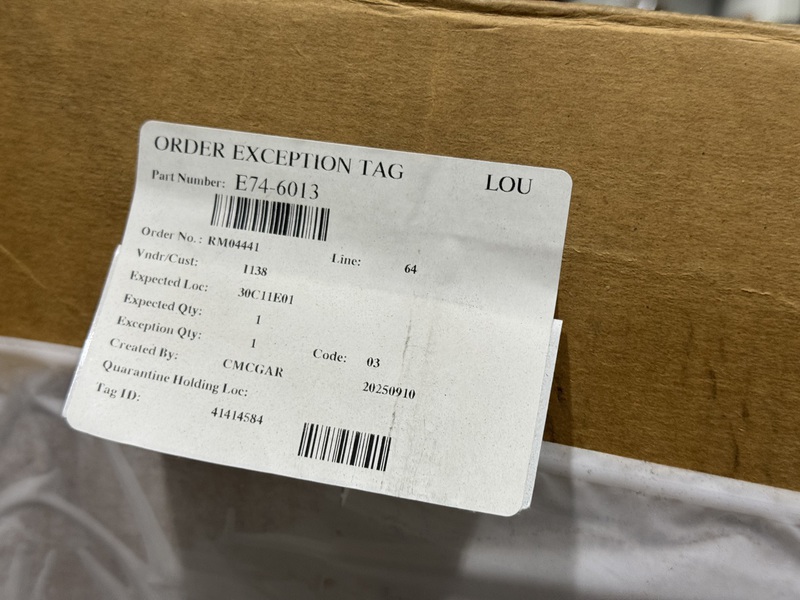 ORDER EXCEPTION TAG LOU
Part Number: E74-6013
Order No.: RM04441 Line: 64
Vndr/Cust: 1138
Expected Loc: 30C11E01
Expected Qty: 1
Exception Qty: 1 Code: 03
Created By: CMCGAR 20250910
Quarantine Holding Loc:
Tag ID: 41414584